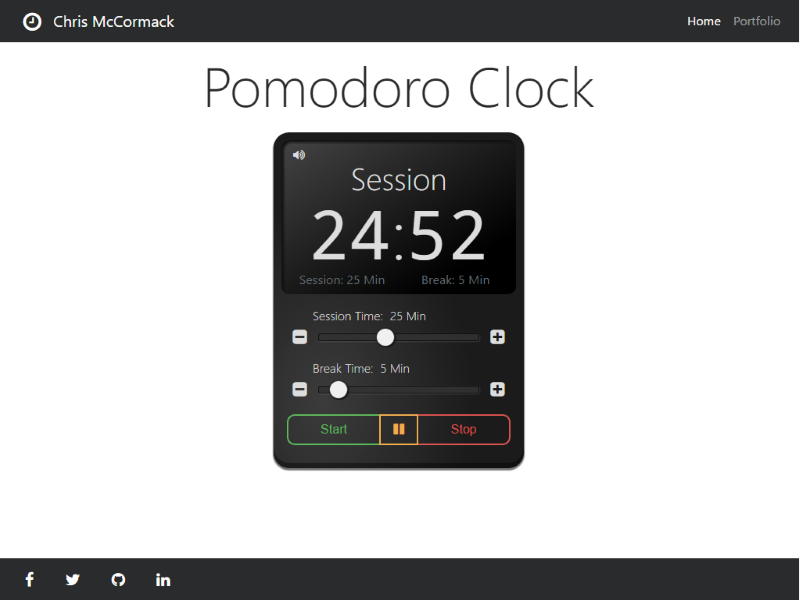 Chris McCormack
Home Portfolio
Pomodoro Clock
Session
24:52
Session: 25 Min Break: 5 Min
Session Time: 25 Min
Break Time: 5 Min
Start Stop